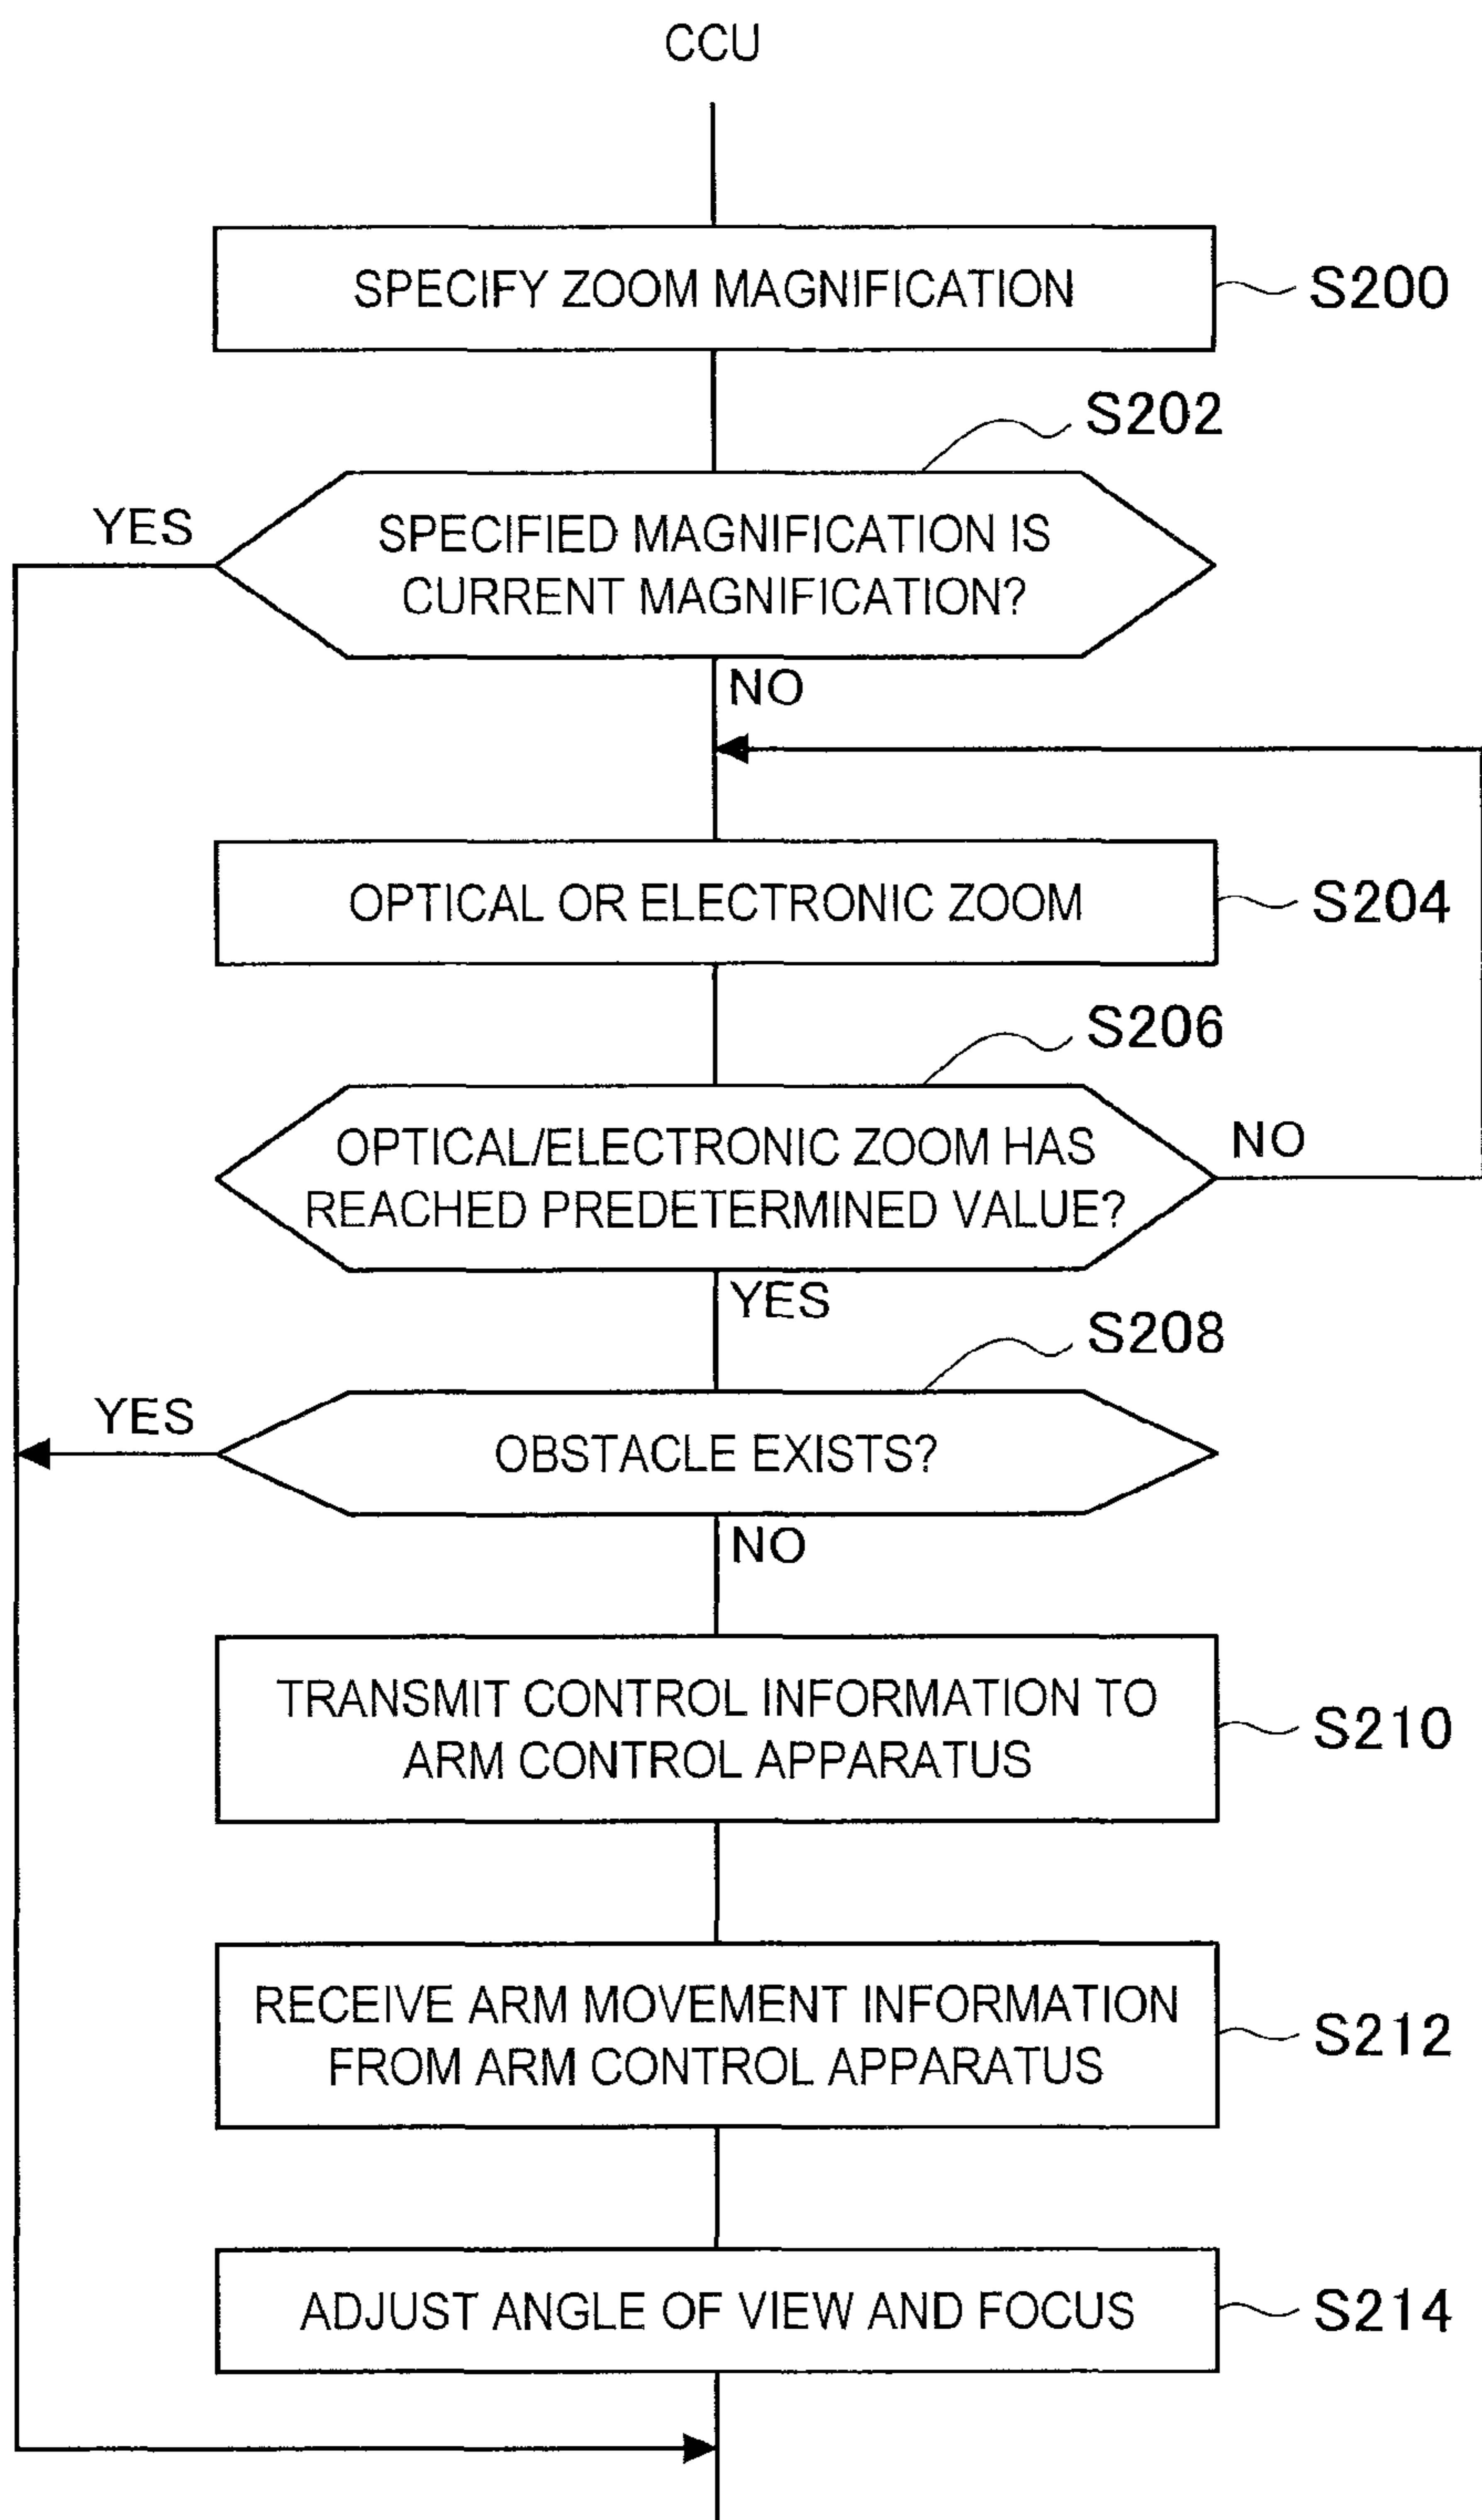 CCU
SPECIFY ZOOM MAGNIFICATION
S200
S202
YES
SPECIFIED MAGNIFICATION IS
CURRENT MAGNIFICATION?
NO
OPTICAL OR ELECTRONIC ZOOM
S204
S206
OPTICAL/ELECTRONIC ZOOM HAS
REACHED PREDETERMINED VALUE?
NO
YES
S208
YES
OBSTACLE EXISTS?
NO
TRANSMIT CONTROL INFORMATION TO
ARM CONTROL APPARATUS
S210
RECEIVE ARM MOVEMENT INFORMATION
FROM ARM CONTROL APPARATUS
S212
ADJUST ANGLE OF VIEW AND FOCUS
S214